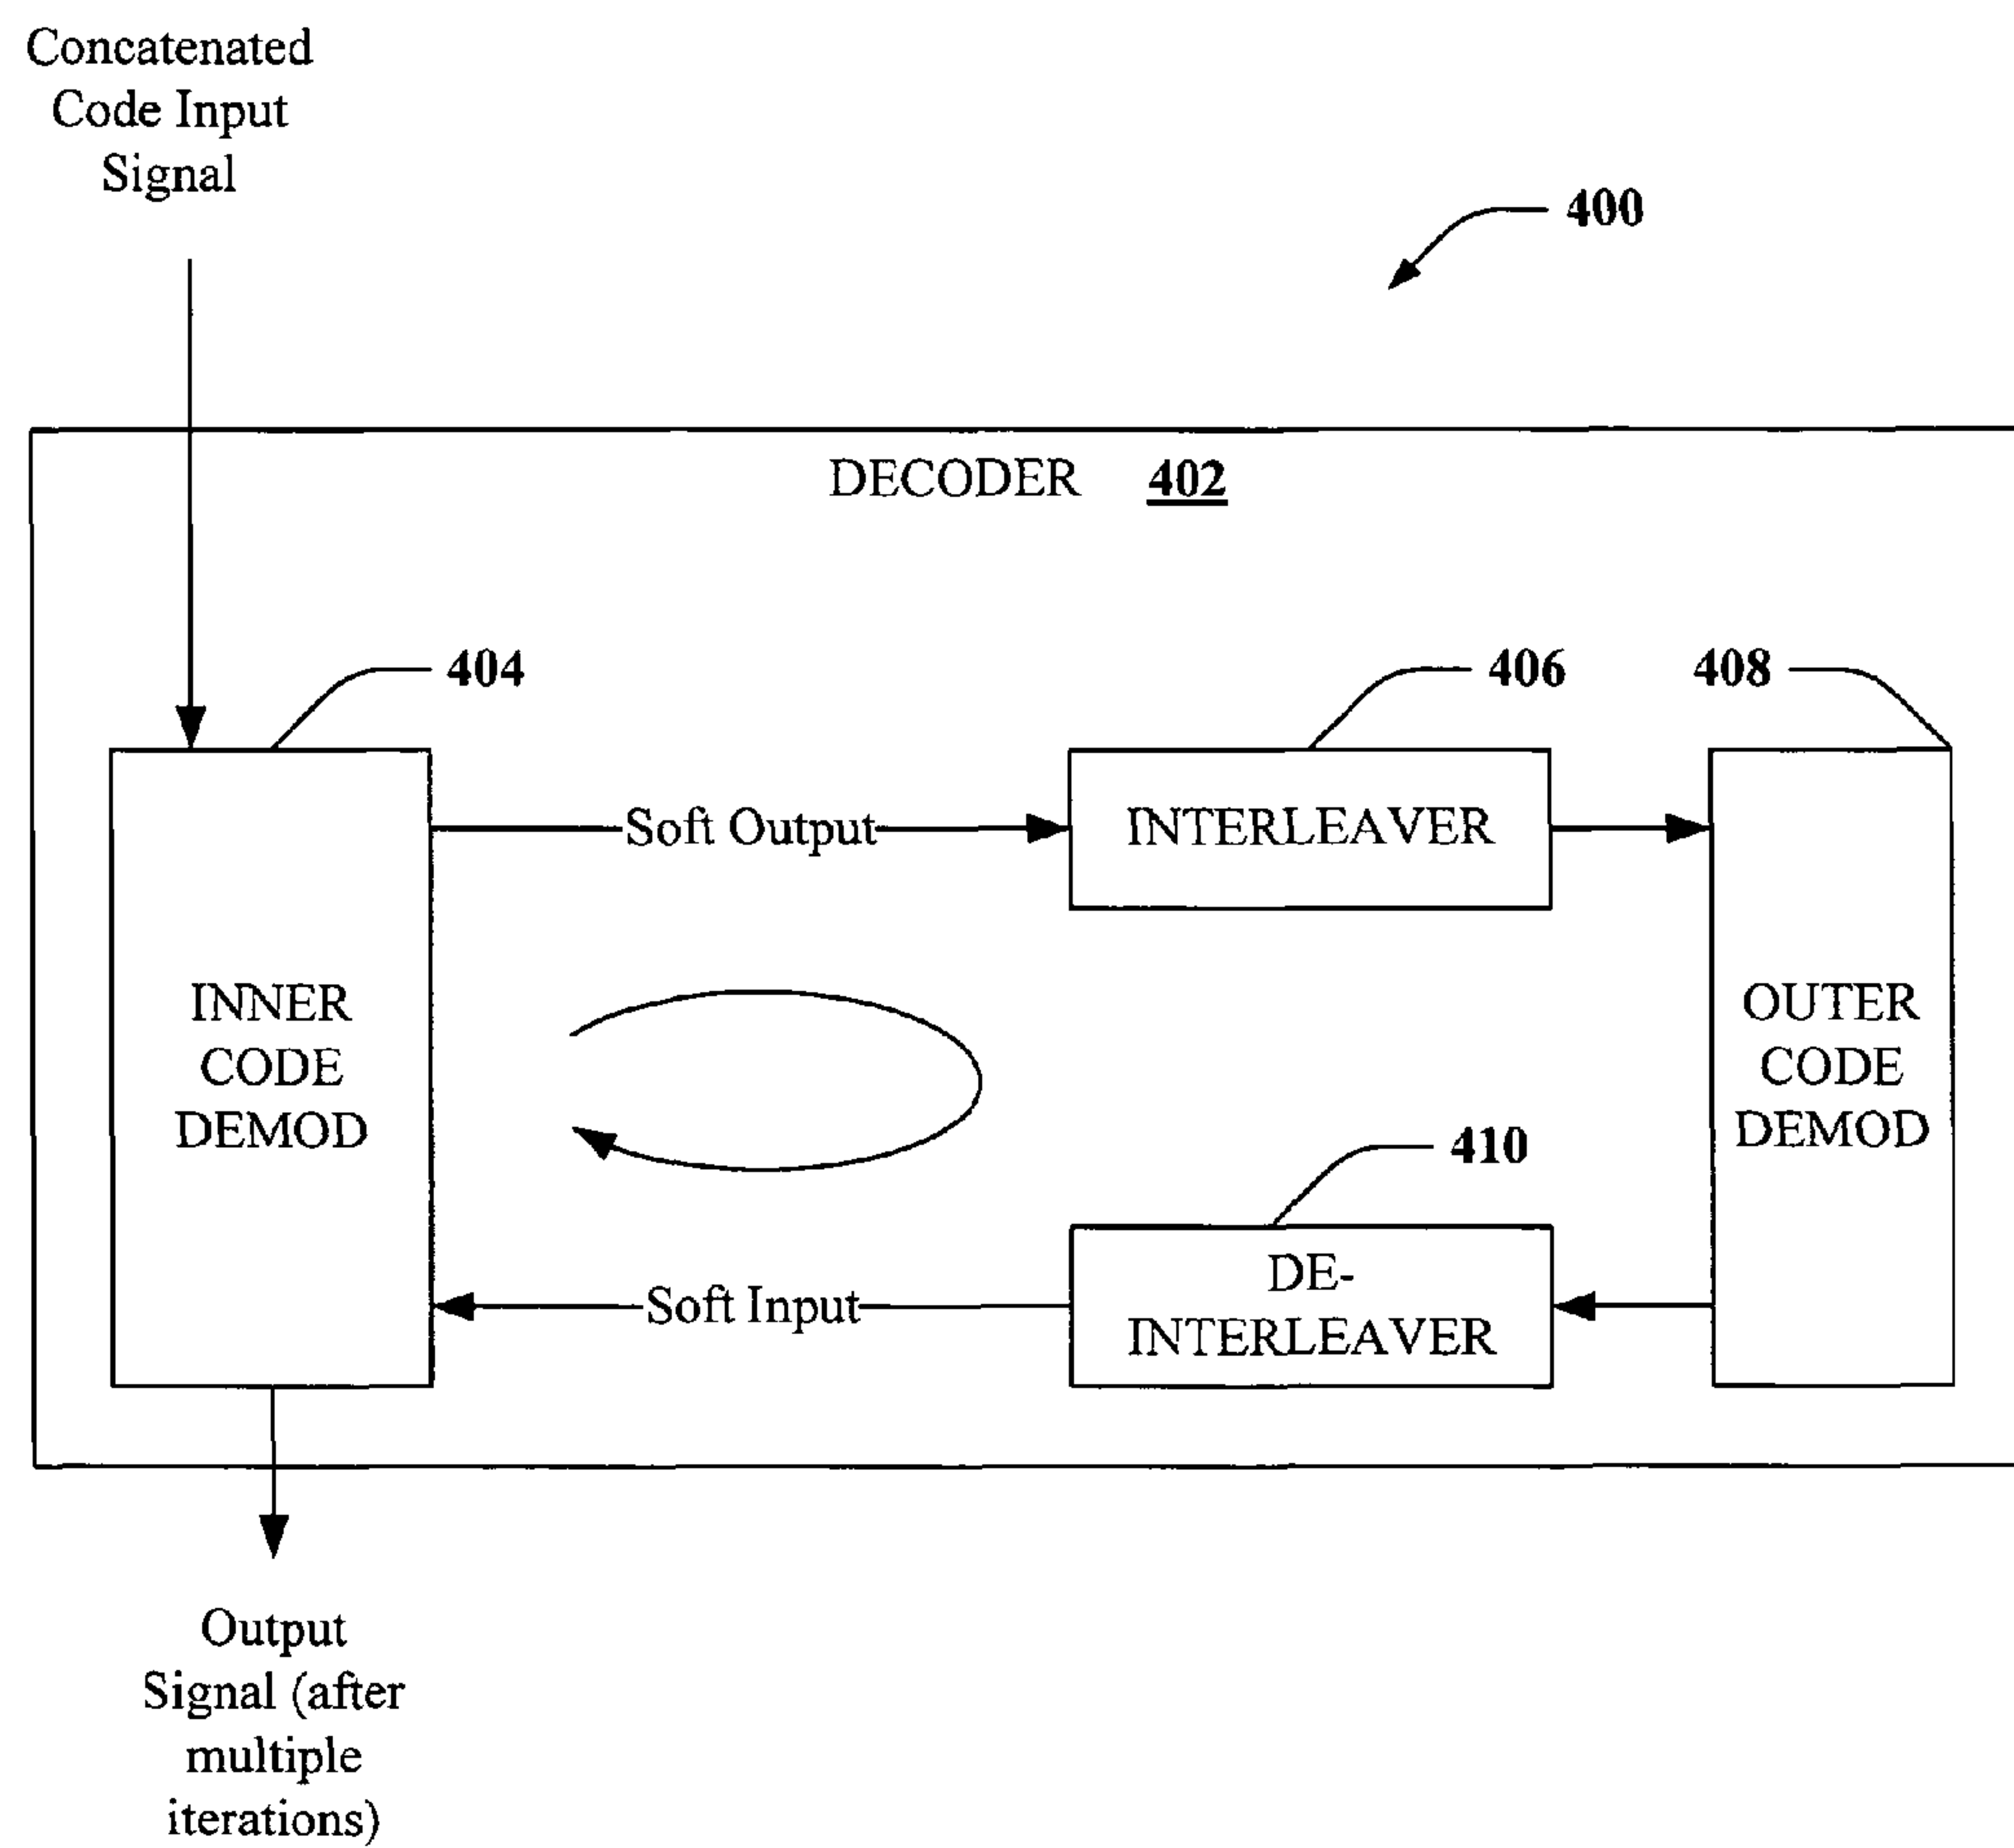 Concatenated
Code Input
Signal
400
DECODER 402
404
406
408
Soft Output
INTERLEAVER
INNER
CODE
DEMOD
OUTER
CODE
DEMOD
410
Soft Input
DE-
INTERLEAVER
Output
Signal (after
multiple
iterations)